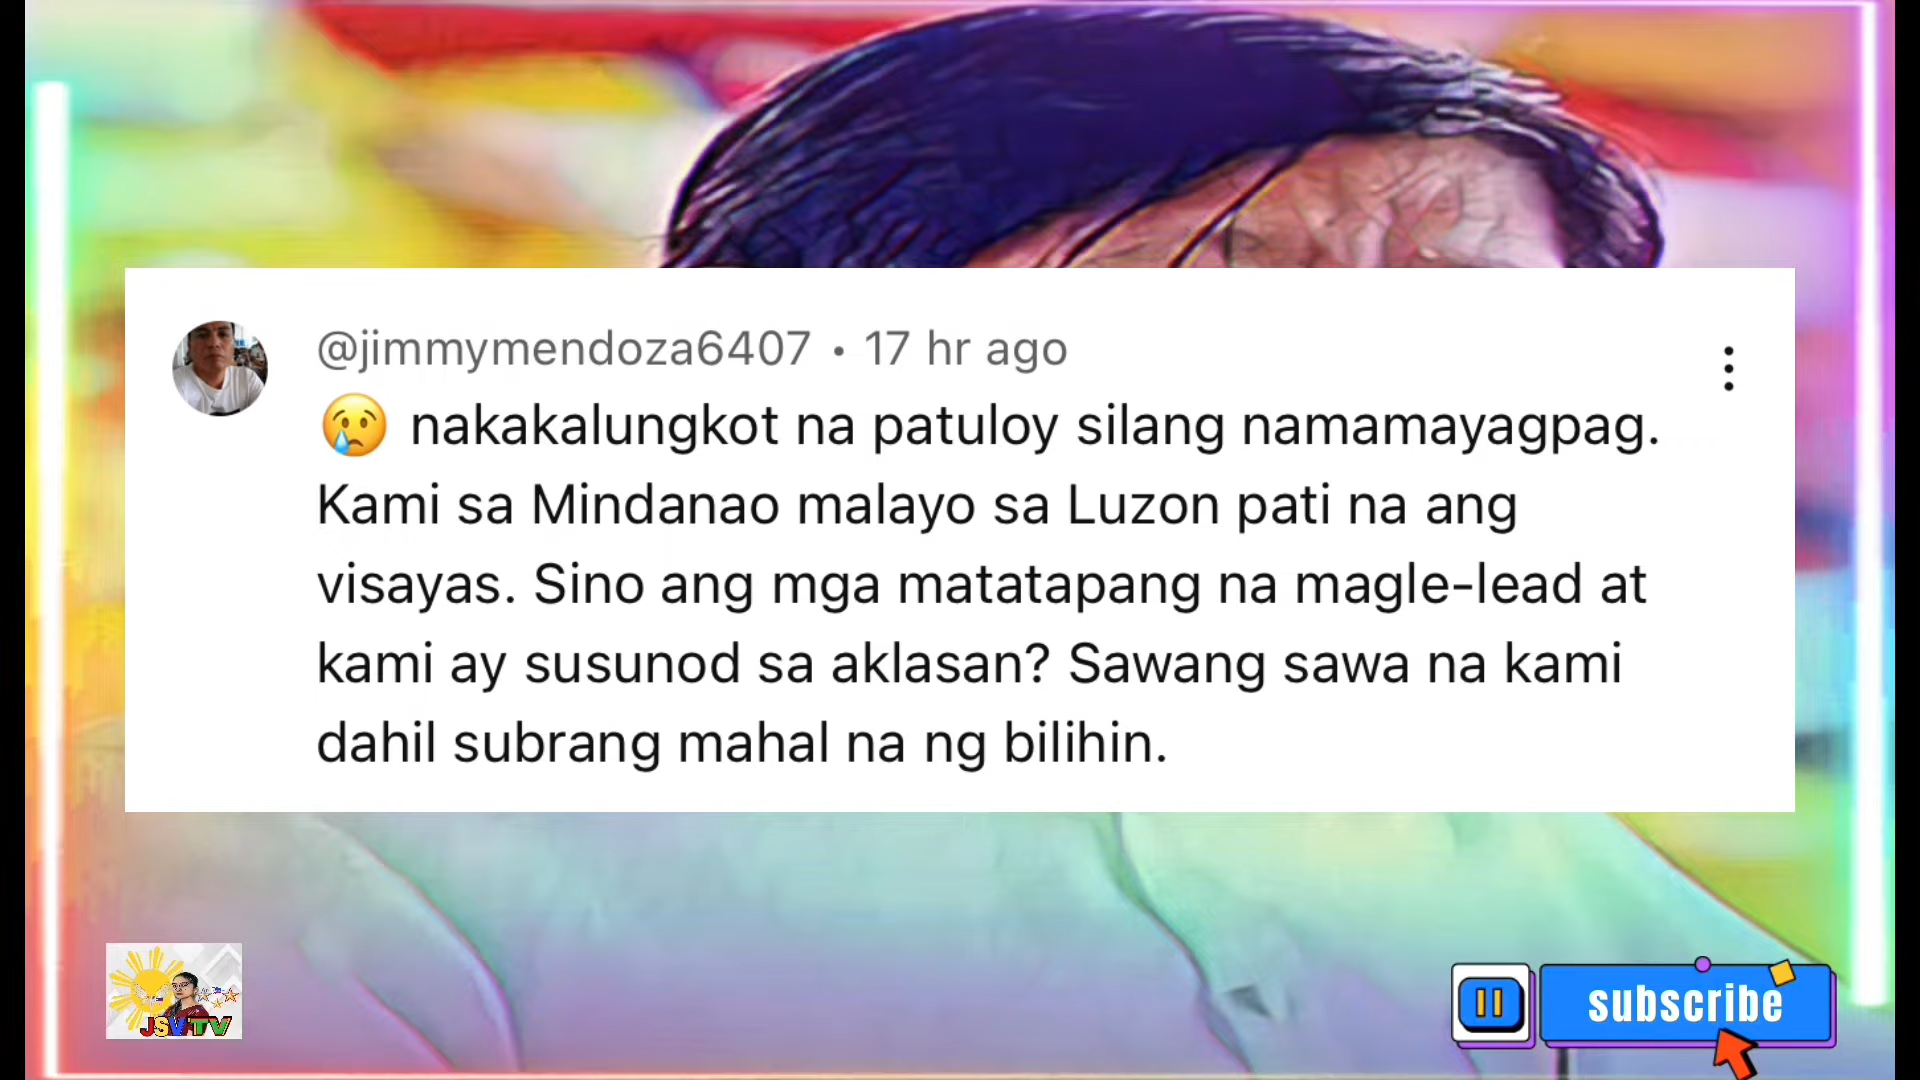 @jimmymendoza6407 • 17 hr ago
😢 nakakalungkot na patuloy silang namamayagpag.
Kami sa Mindanao malayo sa Luzon pati na ang
visayas. Sino ang mga matatapang na magle-lead at
kami ay susunod sa aklasan? Sawang sawa na kami
dahil subrang mahal na ng bilihin.
JSV TV
subscribe